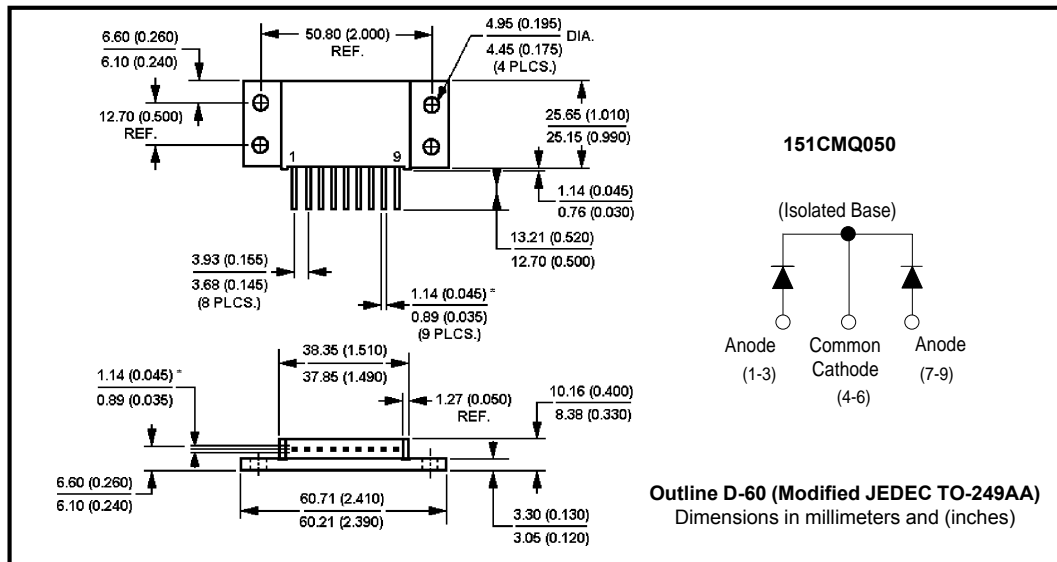 6.60 (0.260)
6.10 (0.240)
50.80 (2.000)
REF.
4.95 (0.195)
4.45 (0.175)
DIA.
(4 PLCS.)
12.70 (0.500)
REF.
25.65 (1.010)
25.15 (0.990)
1 9
1.14 (0.045)
0.76 (0.030)
13.21 (0.520)
12.70 (0.500)
3.93 (0.155)
3.68 (0.145)
(8 PLCS.)
1.14 (0.045) *
0.89 (0.035)
(9 PLCS.)
38.35 (1.510)
37.85 (1.490)
1.14 (0.045) *
0.89 (0.035)
1.27 (0.050)
REF.
10.16 (0.400)
8.38 (0.330)
6.60 (0.260)
6.10 (0.240)
60.71 (2.410)
60.21 (2.390)
3.30 (0.130)
3.05 (0.120)
151CMQ050
(Isolated Base)
Anode
(1-3)
Common
Cathode
(4-6)
Anode
(7-9)
Outline D-60 (Modified JEDEC TO-249AA)
Dimensions in millimeters and (inches)